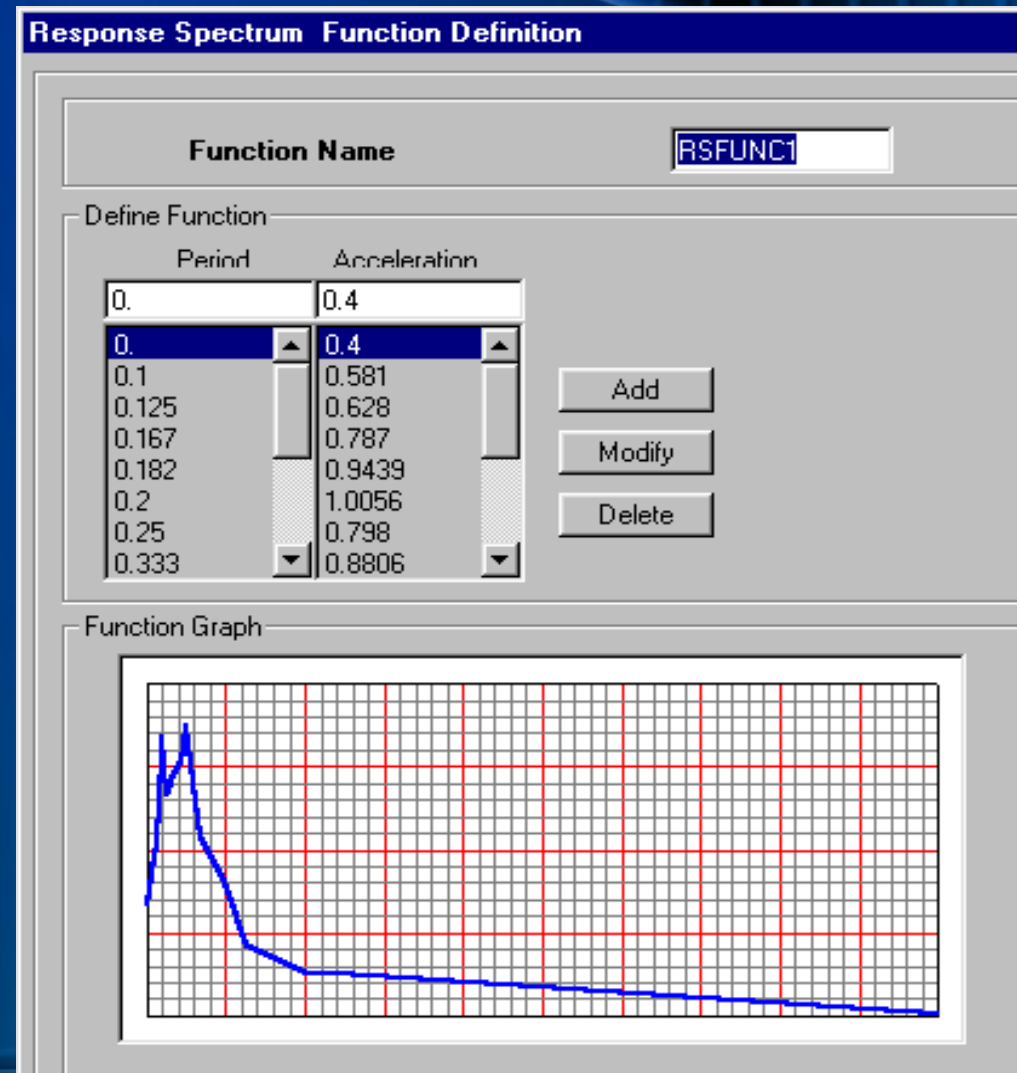 Response Spectrum Function Definition
Function Name RSFUNC1
Define Function
Period Acceleration
0. 0.4
0. 0.4
0.1 0.581
0.125 0.628
0.167 0.787
0.182 0.9439
0.2 1.0056
0.25 0.798
0.333 0.8806
Add
Modify
Delete
Function Graph